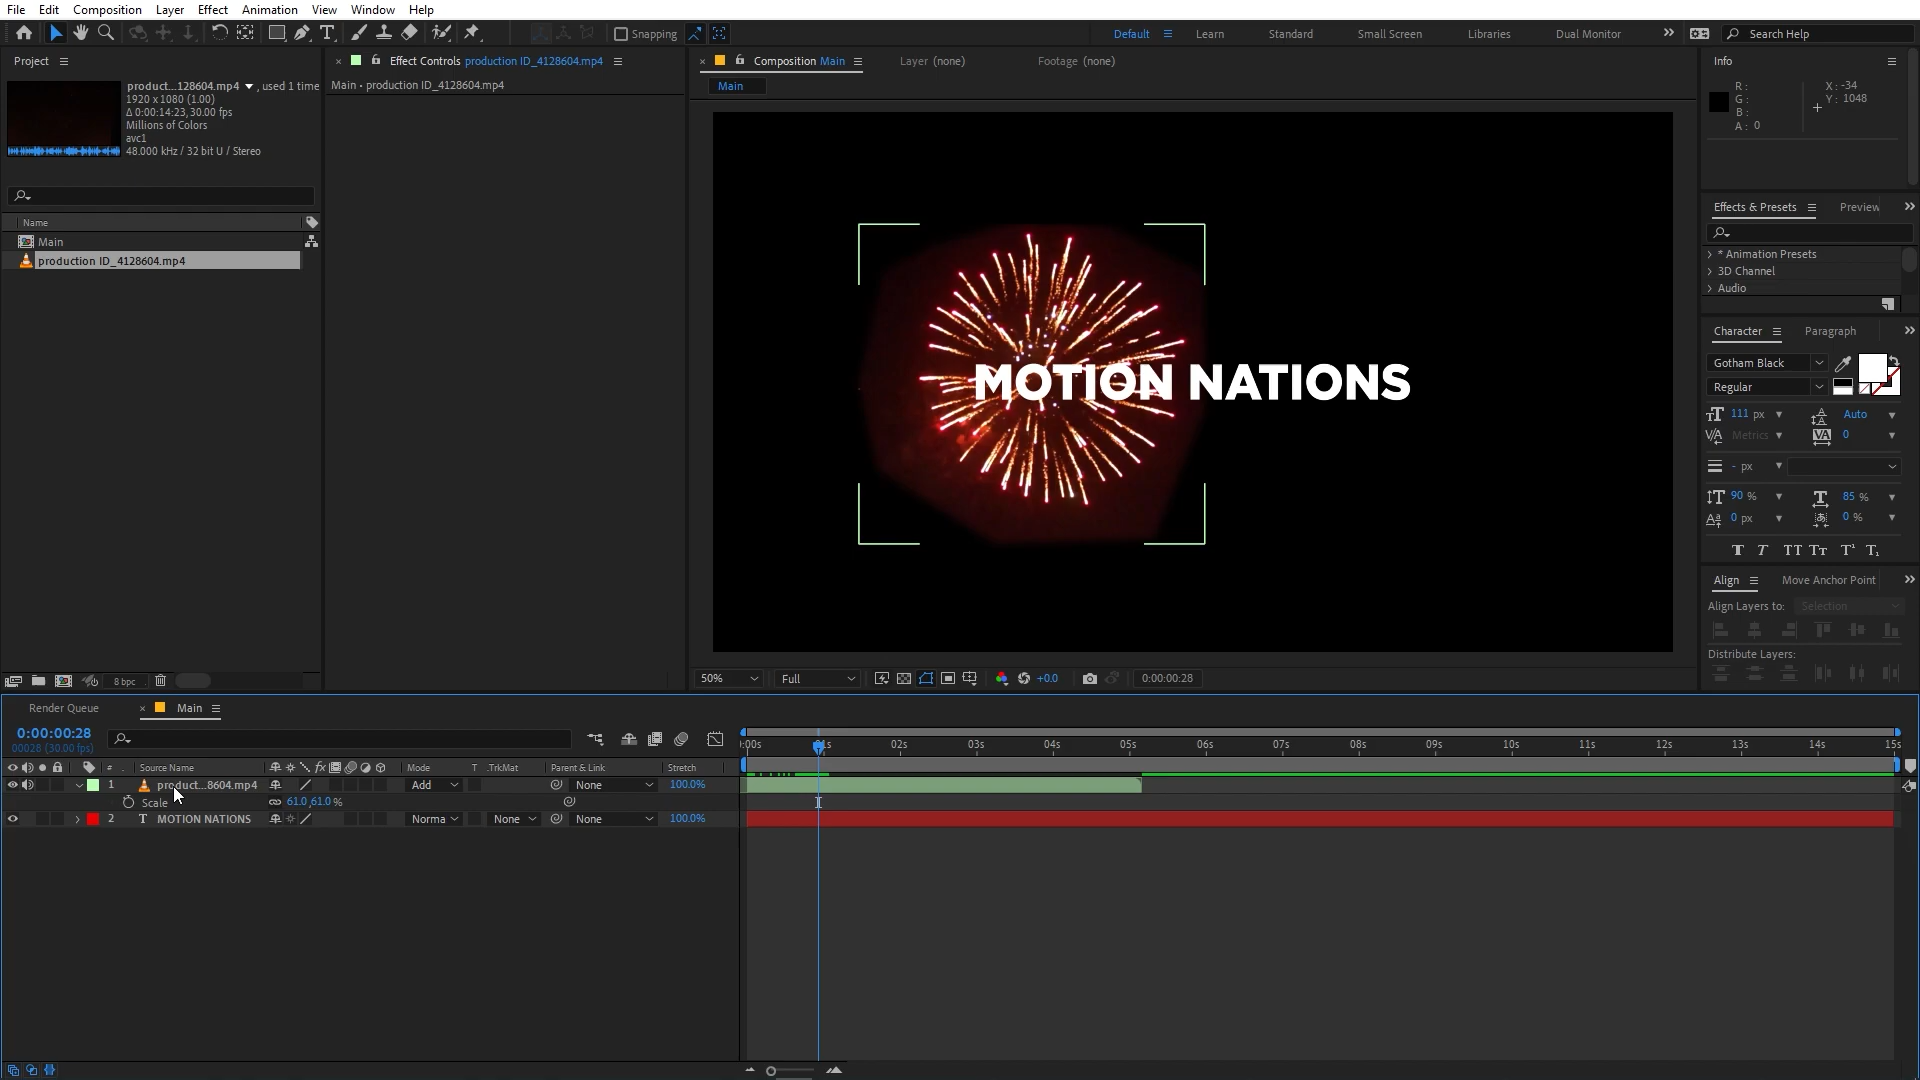 File Edit Composition Layer Effect Animation View Window Help
Snapping
Default Learn Standard Small Screen Libraries Dual Monitor Search Help
Project
product...128604.mp4 ▼ , used 1 time
1920 x 1080 (1.00)
Δ 0:00:14:23, 30.00 fps
Millions of Colors
avc1
48.000 kHz / 32 bit U / Stereo
Name
Main
production ID_4128604.mp4
8 bpc
Effect Controls production ID_4128604.mp4
Main • production ID_4128604.mp4
Composition Main
Layer (none)
Footage (none)
Main
MOTION NATIONS
50%
Full
+0.0
0:00:00:28
Info
R :
G :
B :
A : 0
X : -34
Y : 1048
Effects & Presets
Preview
* Animation Presets
3D Channel
Audio
Character
Paragraph
Gotham Black
Regular
111 px
Auto
Metrics
0
- px
90 %
85 %
0 px
0 %
T T TT Tт T¹ T₁
Align
Move Anchor Point
Align Layers to: Selection
Distribute Layers:
Render Queue
Main
0:00:00:28
00028 (30.00 fps)
# Source Name Mode T .TrkMat Parent & Link Stretch
1 product...8604.mp4 Add None 100.0%
Scale 61.0,61.0 %
2 T MOTION NATIONS Norma None None 100.0%
:00s 02s 03s 04s 05s 06s 07s 08s 09s 10s 11s 12s 13s 14s 15s